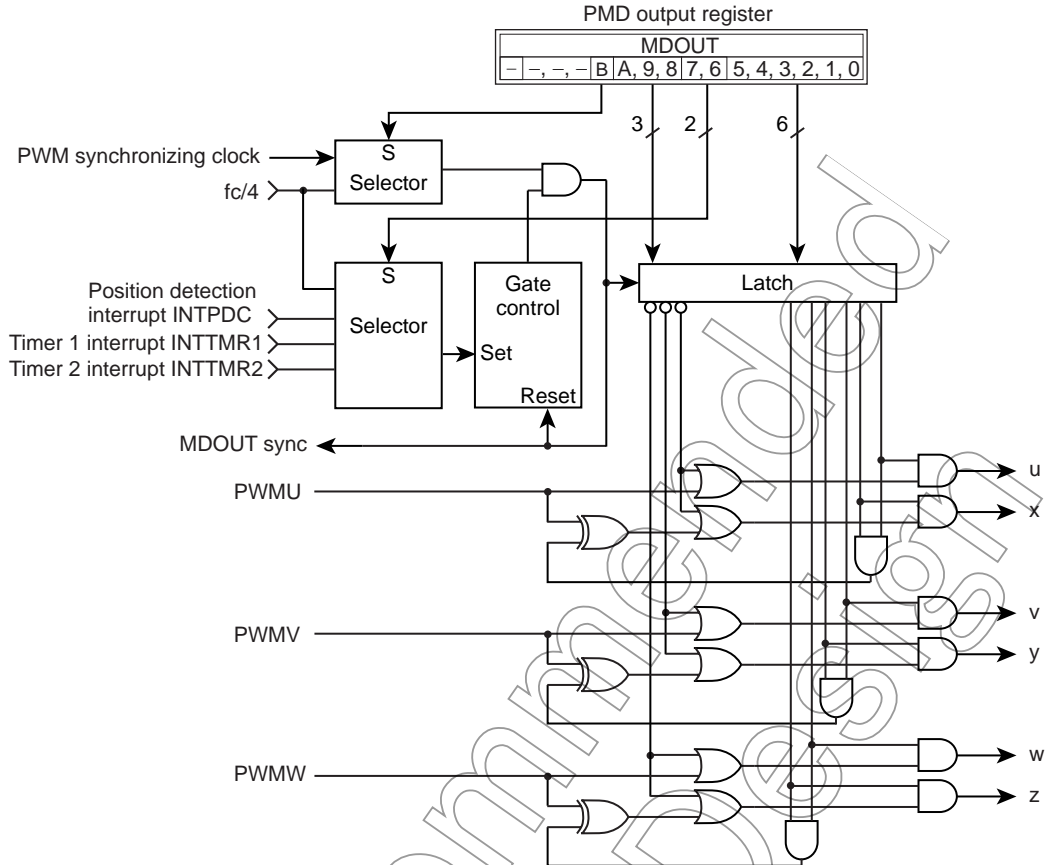 PMD output register
MDOUT
– –, –, – B A, 9, 8 7, 6 5, 4, 3, 2, 1, 0
3 2 6
PWM synchronizing clock
S
Selector
fc/4
S
Selector
Gate
control
Set
Reset
Latch
Position detection
interrupt INTPDC
Timer 1 interrupt INTTMR1
Timer 2 interrupt INTTMR2
MDOUT sync
PWMU
u
x
PWMV
v
y
PWMW
w
z
ommended
Design